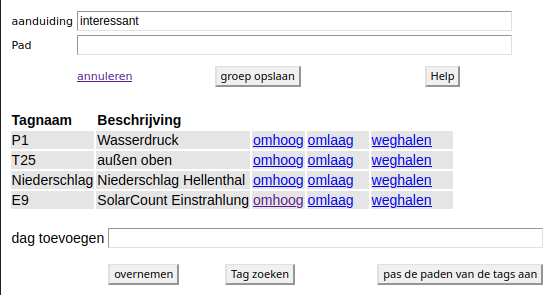 aanduiding interessant
Pad
annuleren groep opslaan Help
Tagnaam Beschrijving
P1 Wasserdruck omhoog omlaag weghalen
T25 außen oben omhoog omlaag weghalen
Niederschlag Niederschlag Hellenthal omhoog omlaag weghalen
E9 SolarCount Einstrahlung omhoog omlaag weghalen
dag toevoegen
overnemen Tag zoeken pas de paden van de tags aan